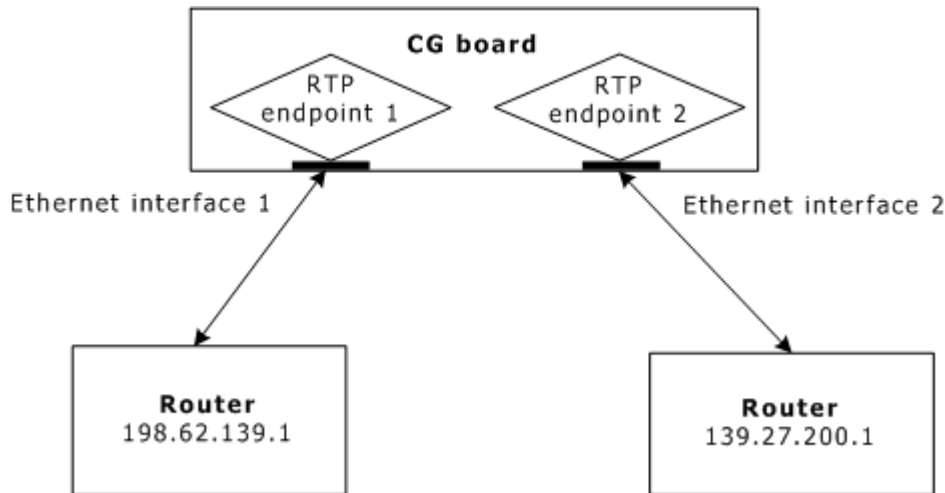 CG board
RTP
endpoint 1
RTP
endpoint 2
Ethernet interface 1
Ethernet interface 2
Router
198.62.139.1
Router
139.27.200.1